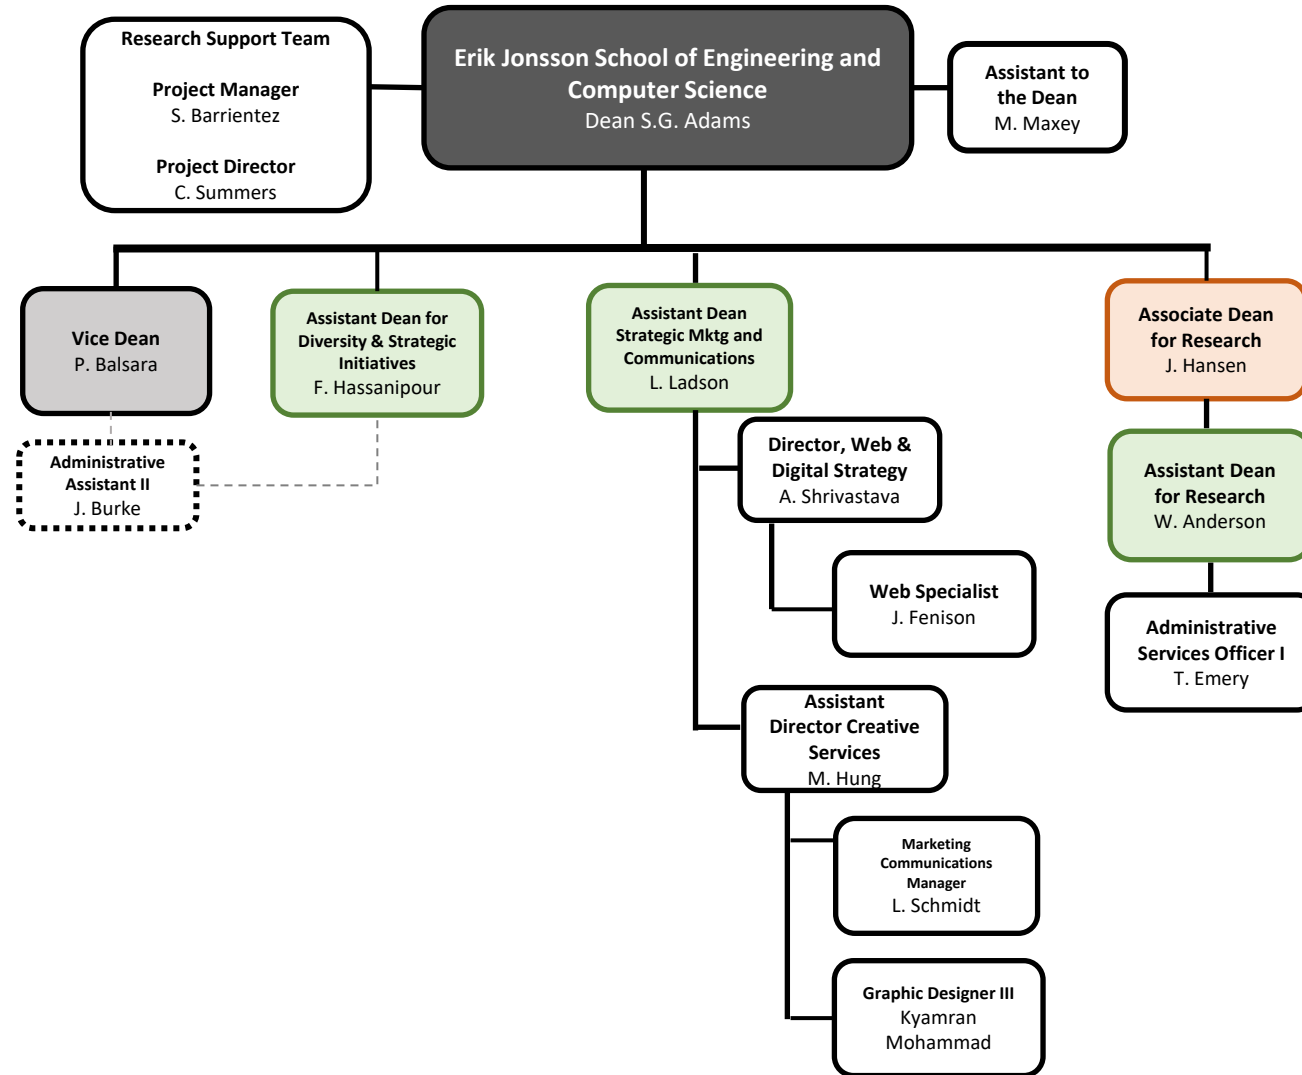 Research Support Team
Project Manager
S. Barrientez
Project Director
C. Summers
Erik Jonsson School of Engineering and
Computer Science
Dean S.G. Adams
Assistant to
the Dean
M. Maxey
Vice Dean
P. Balsara
Administrative
Assistant II
J. Burke
Assistant Dean for
Diversity & Strategic
Initiatives
F. Hassanipour
Assistant Dean
Strategic Mktg and
Communications
L. Ladson
Director, Web &
Digital Strategy
A. Shrivastava
Web Specialist
J. Fenison
Assistant
Director Creative
Services
M. Hung
Marketing
Communications
Manager
L. Schmidt
Graphic Designer III
Kyamran
Mohammad
Associate Dean
for Research
J. Hansen
Assistant Dean
for Research
W. Anderson
Administrative
Services Officer I
T. Emery